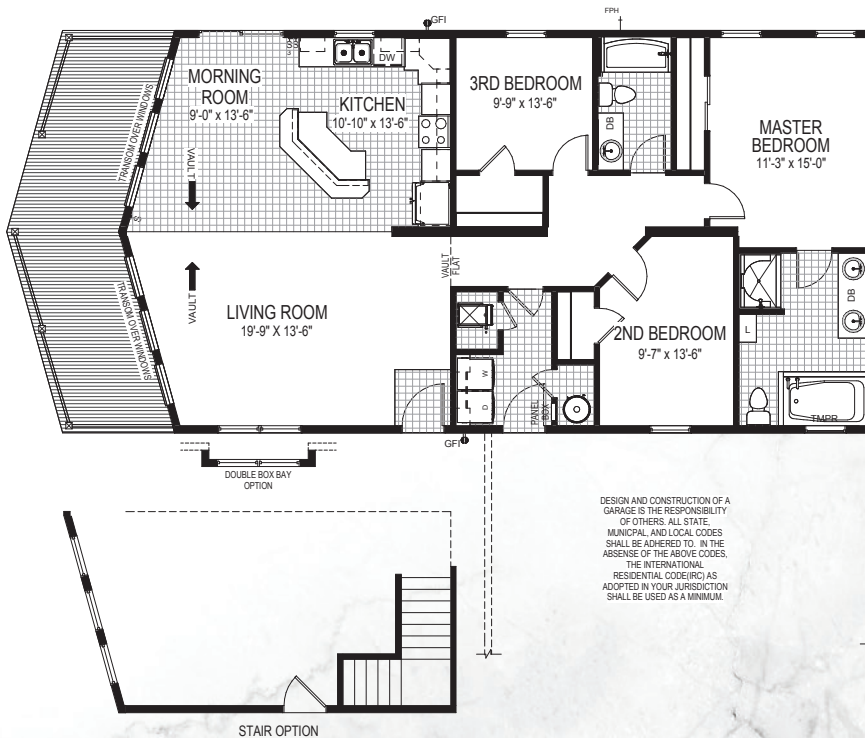 GFI
FPH
DW
MORNING
ROOM
9'-0" x 13'-6"
KITCHEN
10'-10" x 13'-6"
3RD BEDROOM
9'-9" x 13'-6"
DB
MASTER
BEDROOM
11'-3" x 15'-0"
TRANSOM OVER WINDOWS
VAULT
S
VAULT
FLAT
VAULT
TRANSOM OVER WINDOWS
LIVING ROOM
19'-9" X 13'-6"
2ND BEDROOM
9'-7" x 13'-6"
DB
L
W
D
PANEL
BOX
TMPR
GFI
DOUBLE BOX BAY
OPTION
DESIGN AND CONSTRUCTION OF A
GARAGE IS THE RESPONSIBILITY
OF OTHERS. ALL STATE,
MUNICPAL, AND LOCAL CODES
SHALL BE ADHERED TO. IN THE
ABSENSE OF THE ABOVE CODES,
THE INTERNATIONAL
RESIDENTIAL CODE(IRC) AS
ADOPTED IN YOUR JURISDICTION
SHALL BE USED AS A MINIMUM.
STAIR OPTION